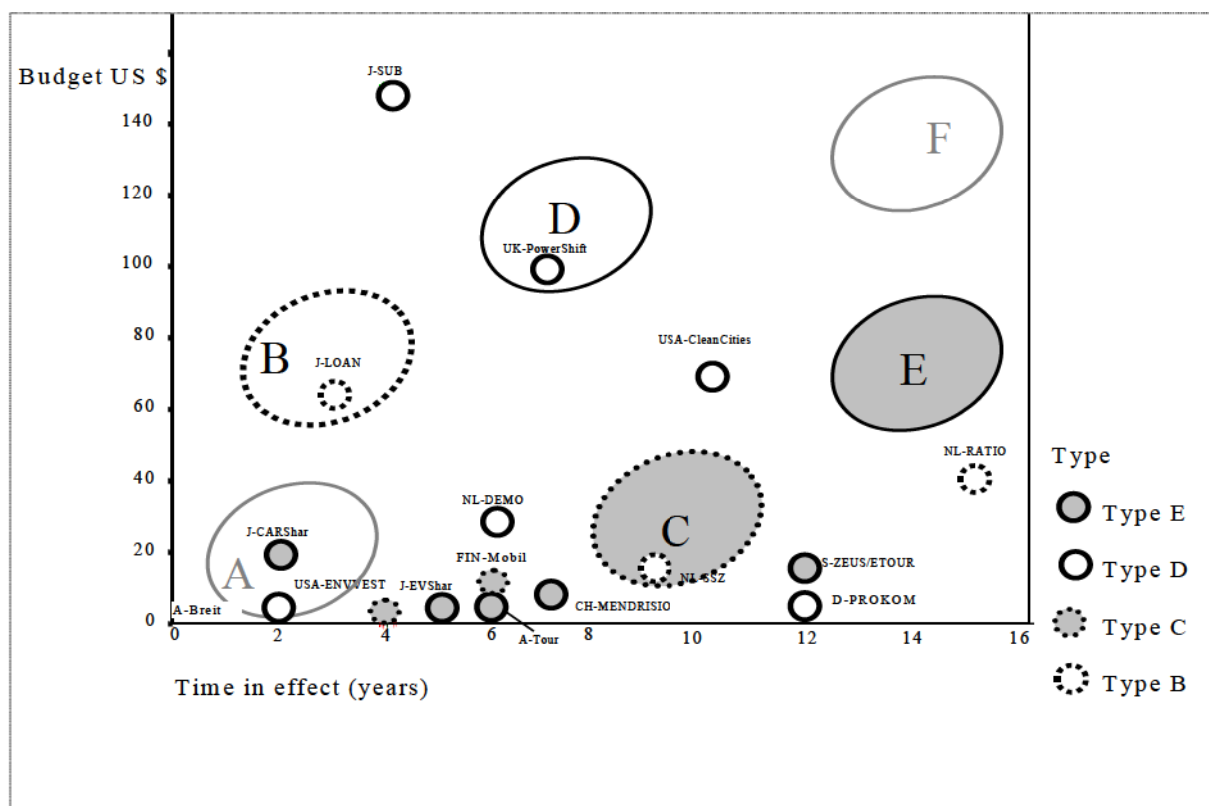 Budget US $
J-SUB
140
F
120
D
UK-PowerShift
100
80
USA-CleanCities
B
J-LOAN
E
60
NL-RATIO
Type
40
NL-DEMO
Type E
J-CARShar
C
20
FIN-Mobil
S-ZEUS/ETOUR
Type D
A
USA-ENVVEST
J-EVShar
NL-SSZ
A-Breit
CH-MENDRISIO
D-PROKOM
0
Type C
0
2
4
6
8
10
12
14
16
A-Tour
Time in effect (years)
Type B